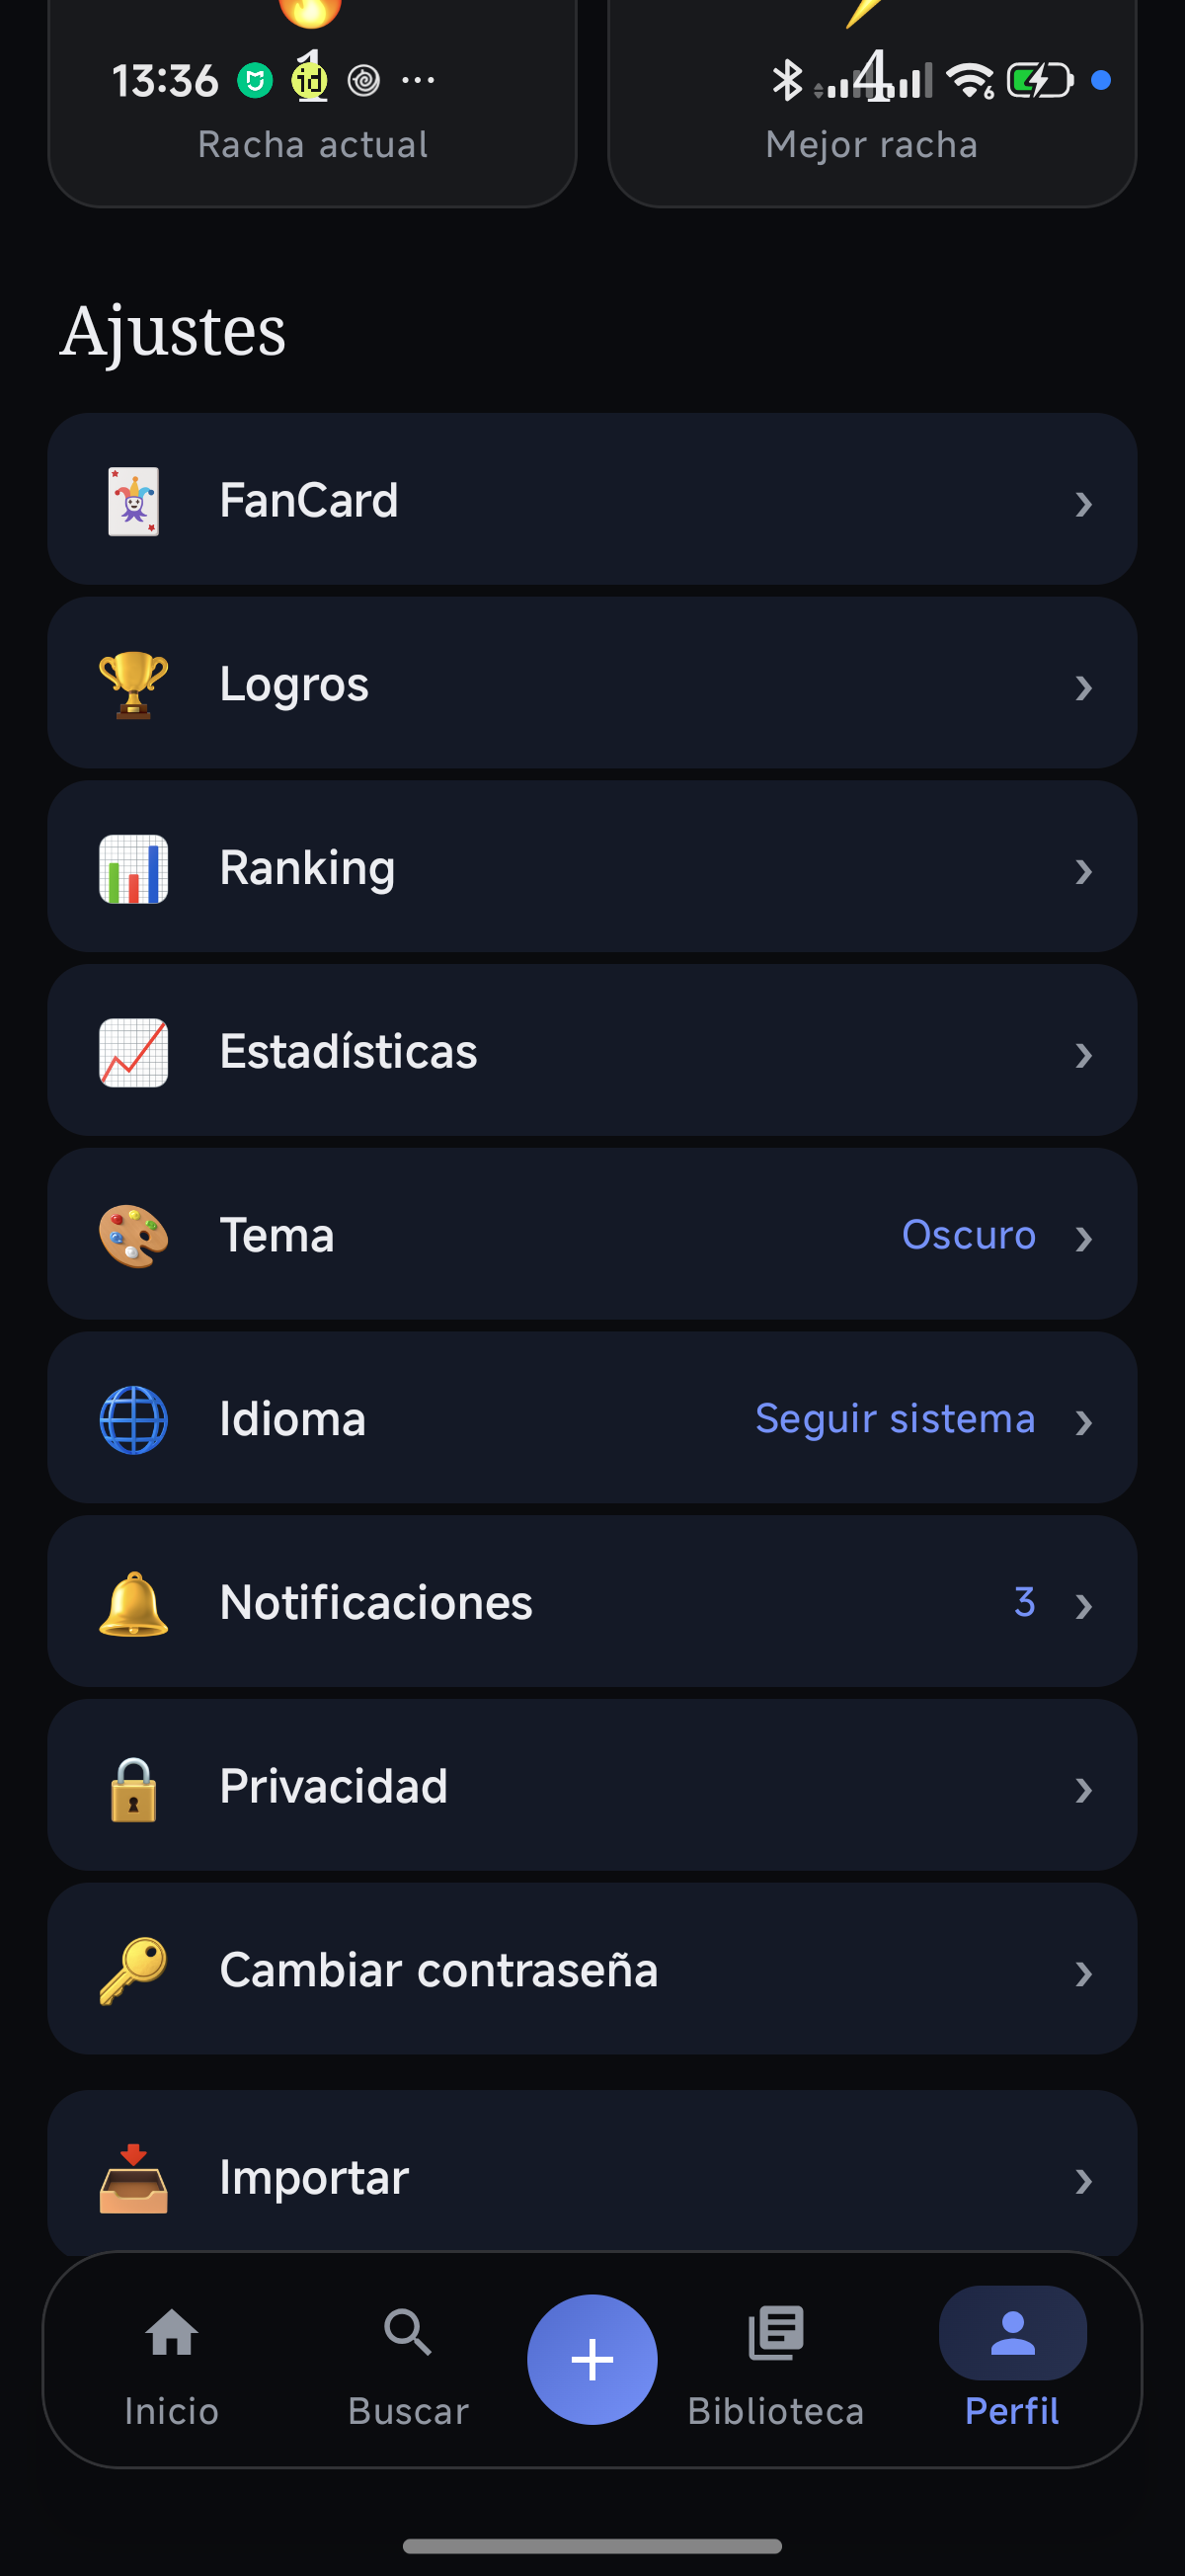 13:36
1
4
Racha actual
Mejor racha
Ajustes
FanCard
Logros
Ranking
Estadísticas
Tema
Oscuro
Idioma
Seguir sistema
Notificaciones
3
Privacidad
Cambiar contraseña
Importar
Inicio
Buscar
Biblioteca
Perfil